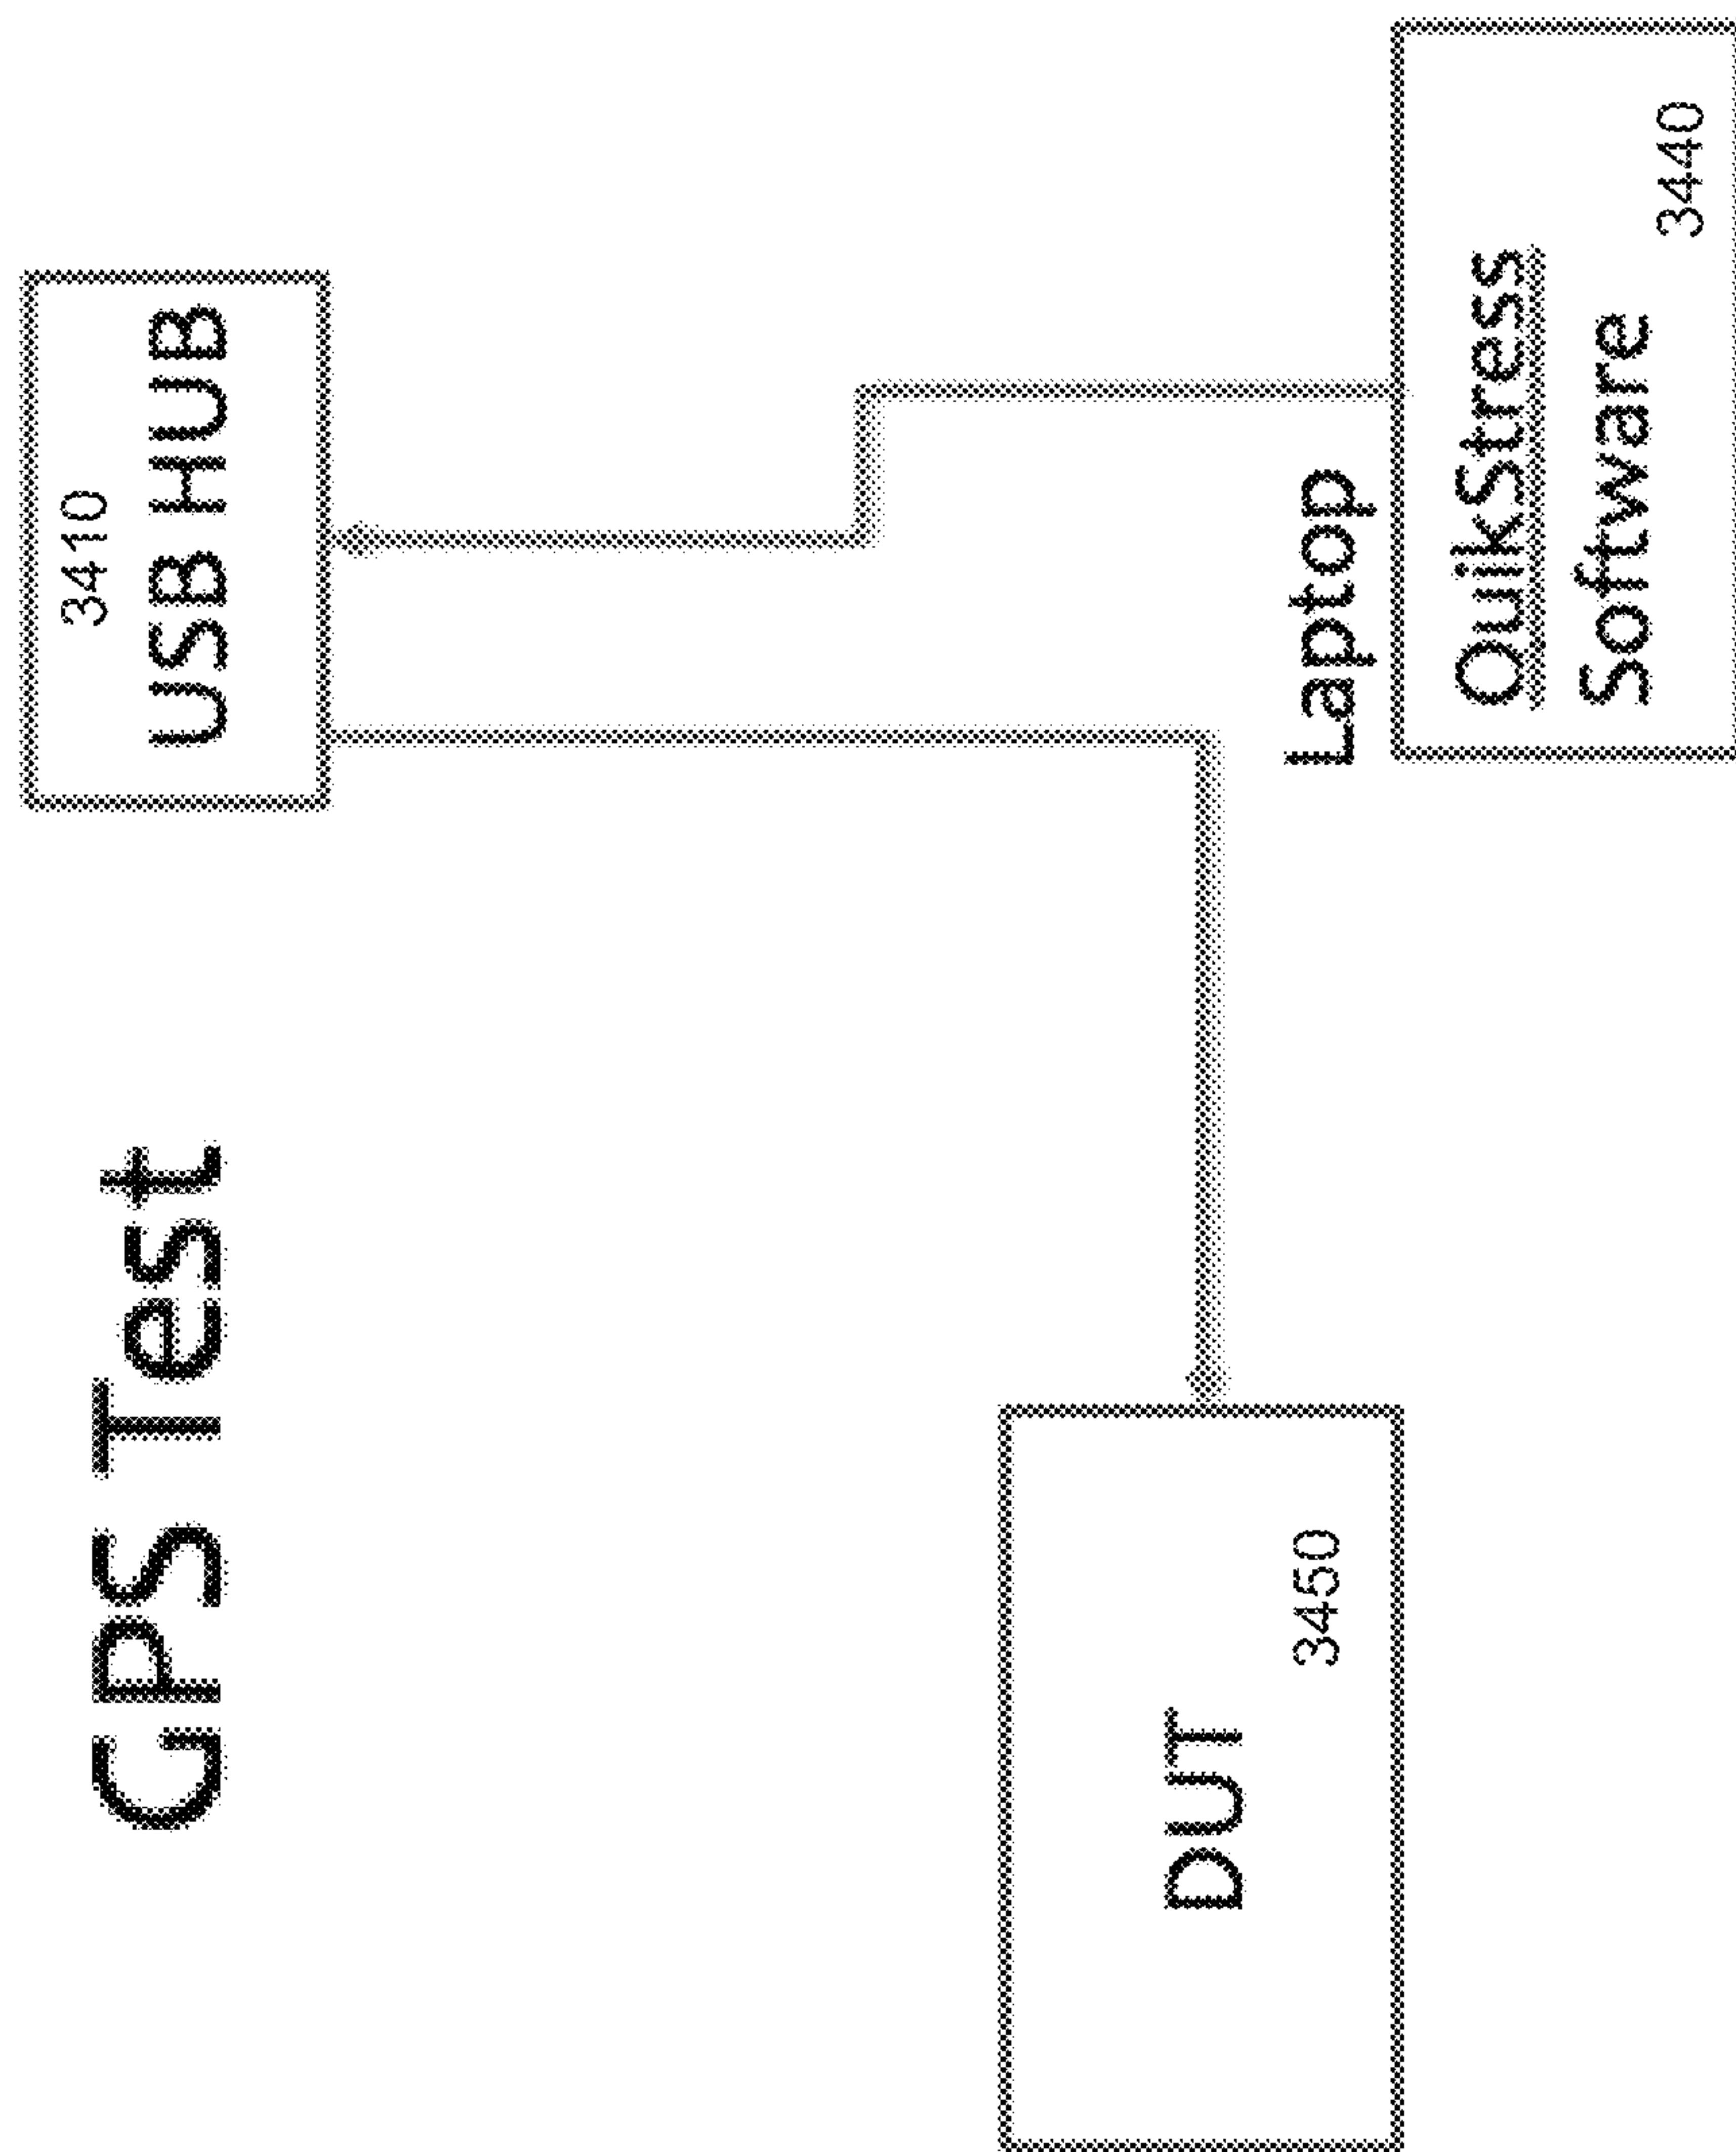 GPS Test
3410
USB HUB
DUT
3450
Laptop
QuikStress
Software
3440